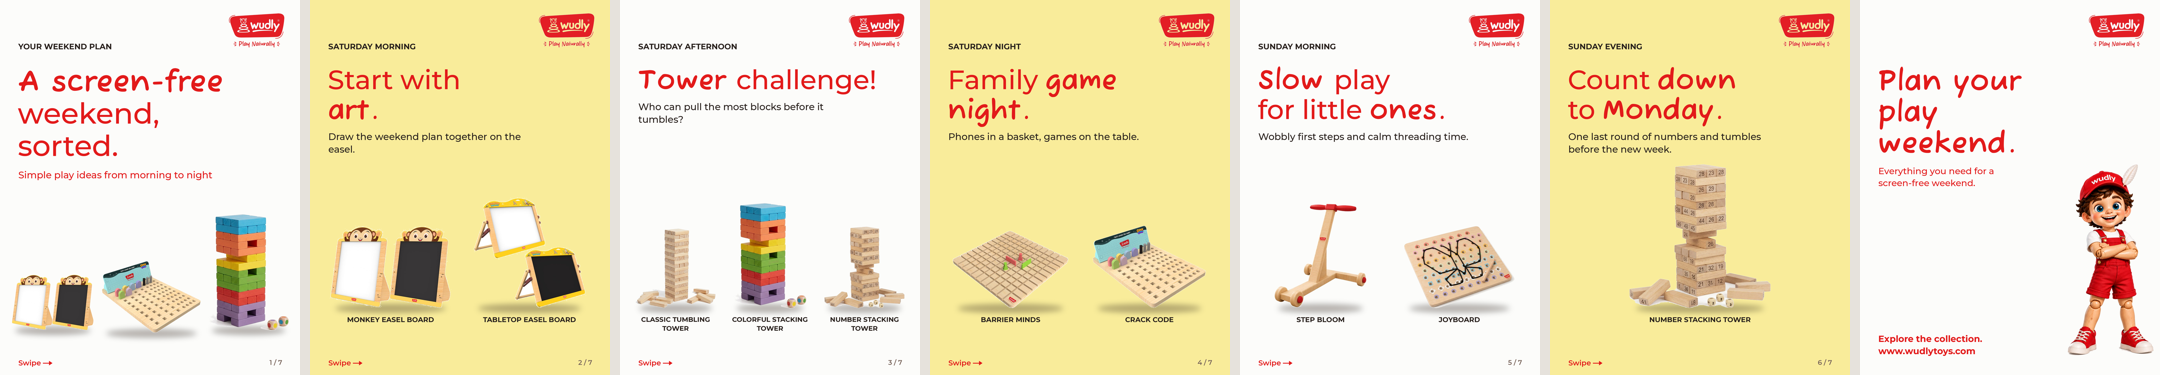 wudly
Play Naturally
YOUR WEEKEND PLAN
A screen-free
weekend,
sorted.
Simple play ideas from morning to night
Swipe →
1 / 7
wudly
Play Naturally
SATURDAY MORNING
Start with
art.
Draw the weekend plan together on the
easel.
MONKEY EASEL BOARD
TABLETOP EASEL BOARD
Swipe →
2 / 7
wudly
Play Naturally
SATURDAY AFTERNOON
Tower challenge!
Who can pull the most blocks before it
tumbles?
CLASSIC TUMBLING
TOWER
COLORFUL STACKING
TOWER
NUMBER STACKING
TOWER
Swipe →
3 / 7
wudly
Play Naturally
SATURDAY NIGHT
Family game
night.
Phones in a basket, games on the table.
BARRIER MINDS
CRACK CODE
Swipe →
4 / 7
wudly
Play Naturally
SUNDAY MORNING
Slow play
for little ones.
Wobbly first steps and calm threading time.
STEP BLOOM
JOYBOARD
Swipe →
5 / 7
wudly
Play Naturally
SUNDAY EVENING
Count down
to Monday.
One last round of numbers and tumbles
before the new week.
NUMBER STACKING TOWER
Swipe →
6 / 7
wudly
Play Naturally
Plan your
play
weekend.
Everything you need for a
screen-free weekend.
wudly
Explore the collection.
www.wudlytoys.com